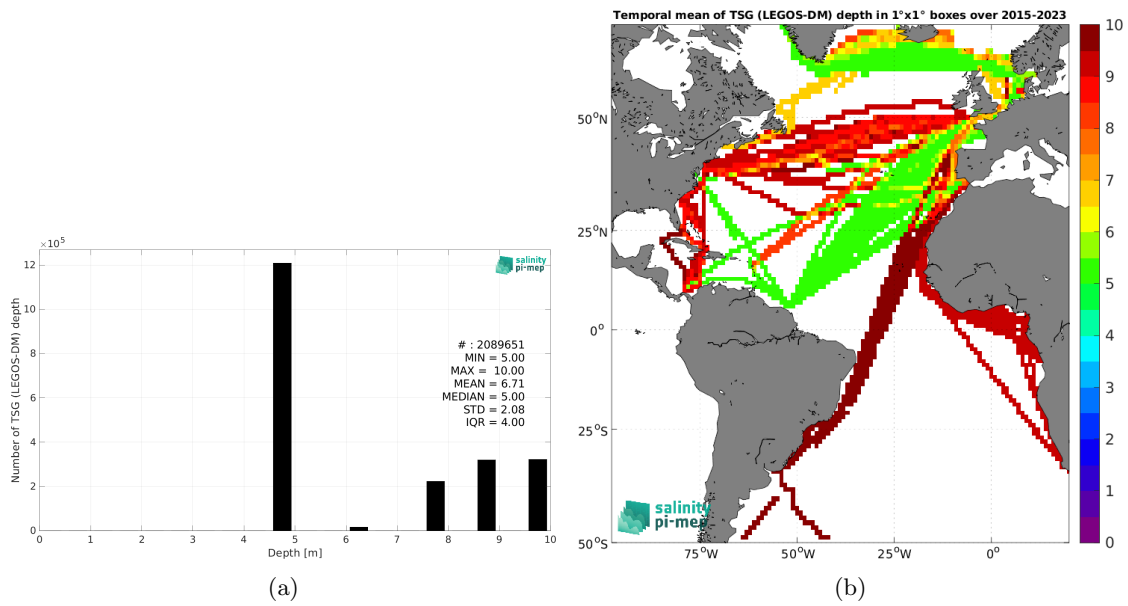 ×10⁵
12
10
8
6
4
2
0
Number of TSG (LEGOS-DM) depth
salinity
pi-mep
# : 2089651
MIN = 5.00
MAX = 10.00
MEAN = 6.71
MEDIAN = 5.00
STD = 2.08
IQR = 4.00
0 1 2 3 4 5 6 7 8 9 10
Depth [m]
(a)
Temporal mean of TSG (LEGOS-DM) depth in 1°x1° boxes over 2015-2023
50°N
25°N
0°
25°S
50°S
75°W 50°W 25°W 0°
salinity
pi-mep
10
9
8
7
6
5
4
3
2
1
0
(b)